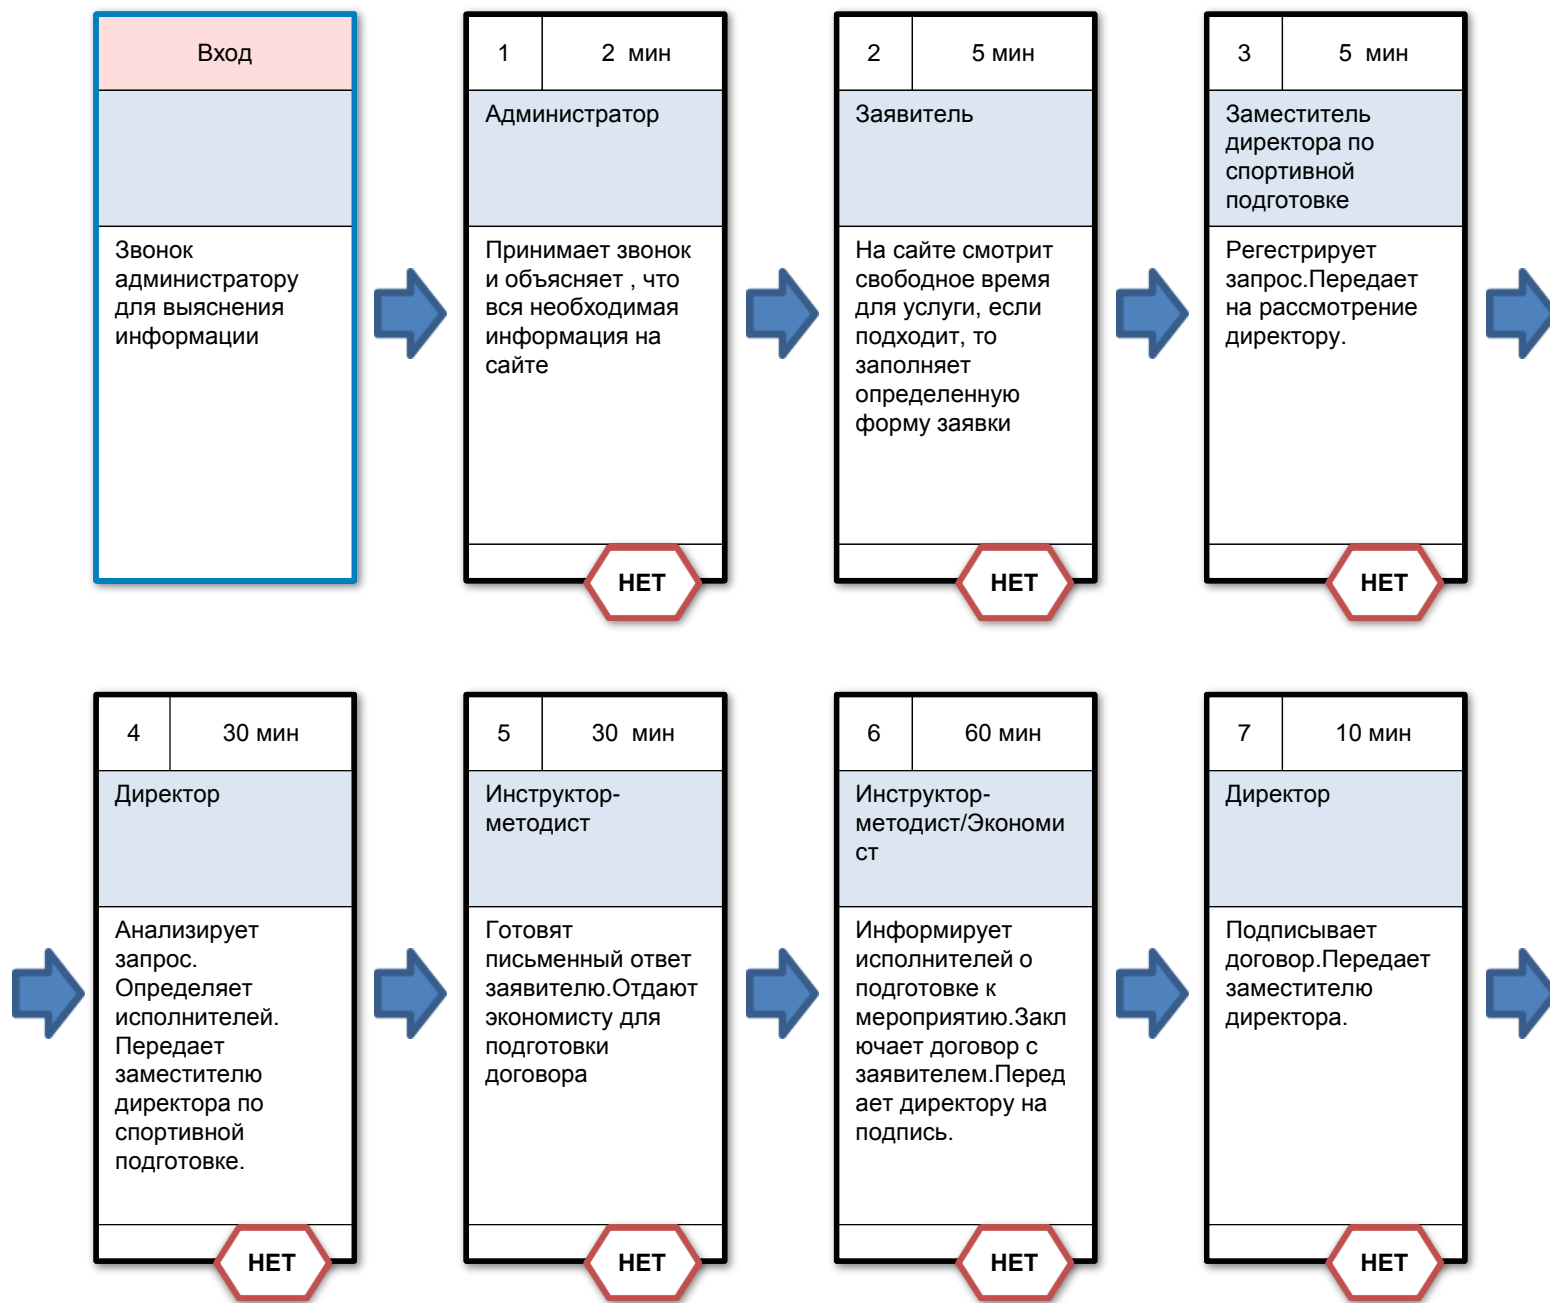 Вход
Звонок
администратору
для выяснения
информации
1
2 мин
Администратор
Принимает звонок
и объясняет , что
вся необходимая
информация на
сайте
НЕТ
2
5 мин
Заявитель
На сайте смотрит
свободное время
для услуги, если
подходит, то
заполняет
определенную
форму заявки
НЕТ
3
5 мин
Заместитель
директора по
спортивной
подготовке
Регестрирует
запрос.Передает
на рассмотрение
директору.
НЕТ
4
30 мин
Директор
Анализирует
запрос.
Определяет
исполнителей.
Передает
заместителю
директора по
спортивной
подготовке.
НЕТ
5
30 мин
Инструктор-
методист
Готовят
письменный ответ
заявителю.Отдают
экономисту для
подготовки
договора
НЕТ
6
60 мин
Инструктор-
методист/Экономи
ст
Информирует
исполнителей о
подготовке к
мероприятию.Закл
ючает договор с
заявителем.Перед
ает директору на
подпись.
НЕТ
7
10 мин
Директор
Подписывает
договор.Передает
заместителю
директора.
НЕТ